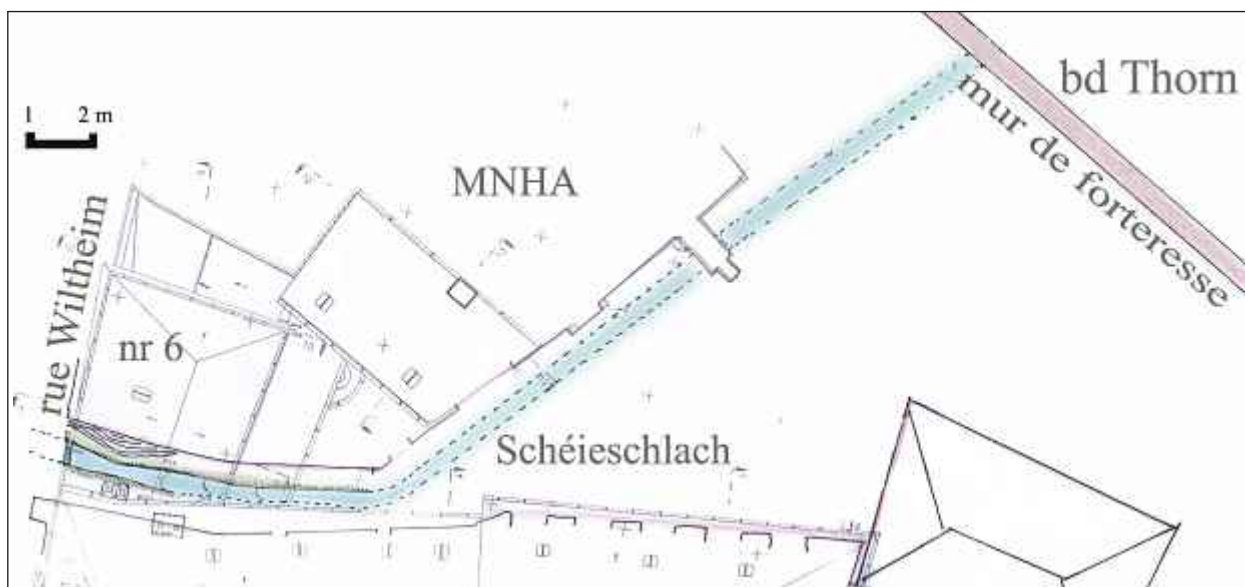 bd Thorn
mur de forteresse
1 2 m
MNHA
rue Wiltheim
nr 6
Schéieschlach